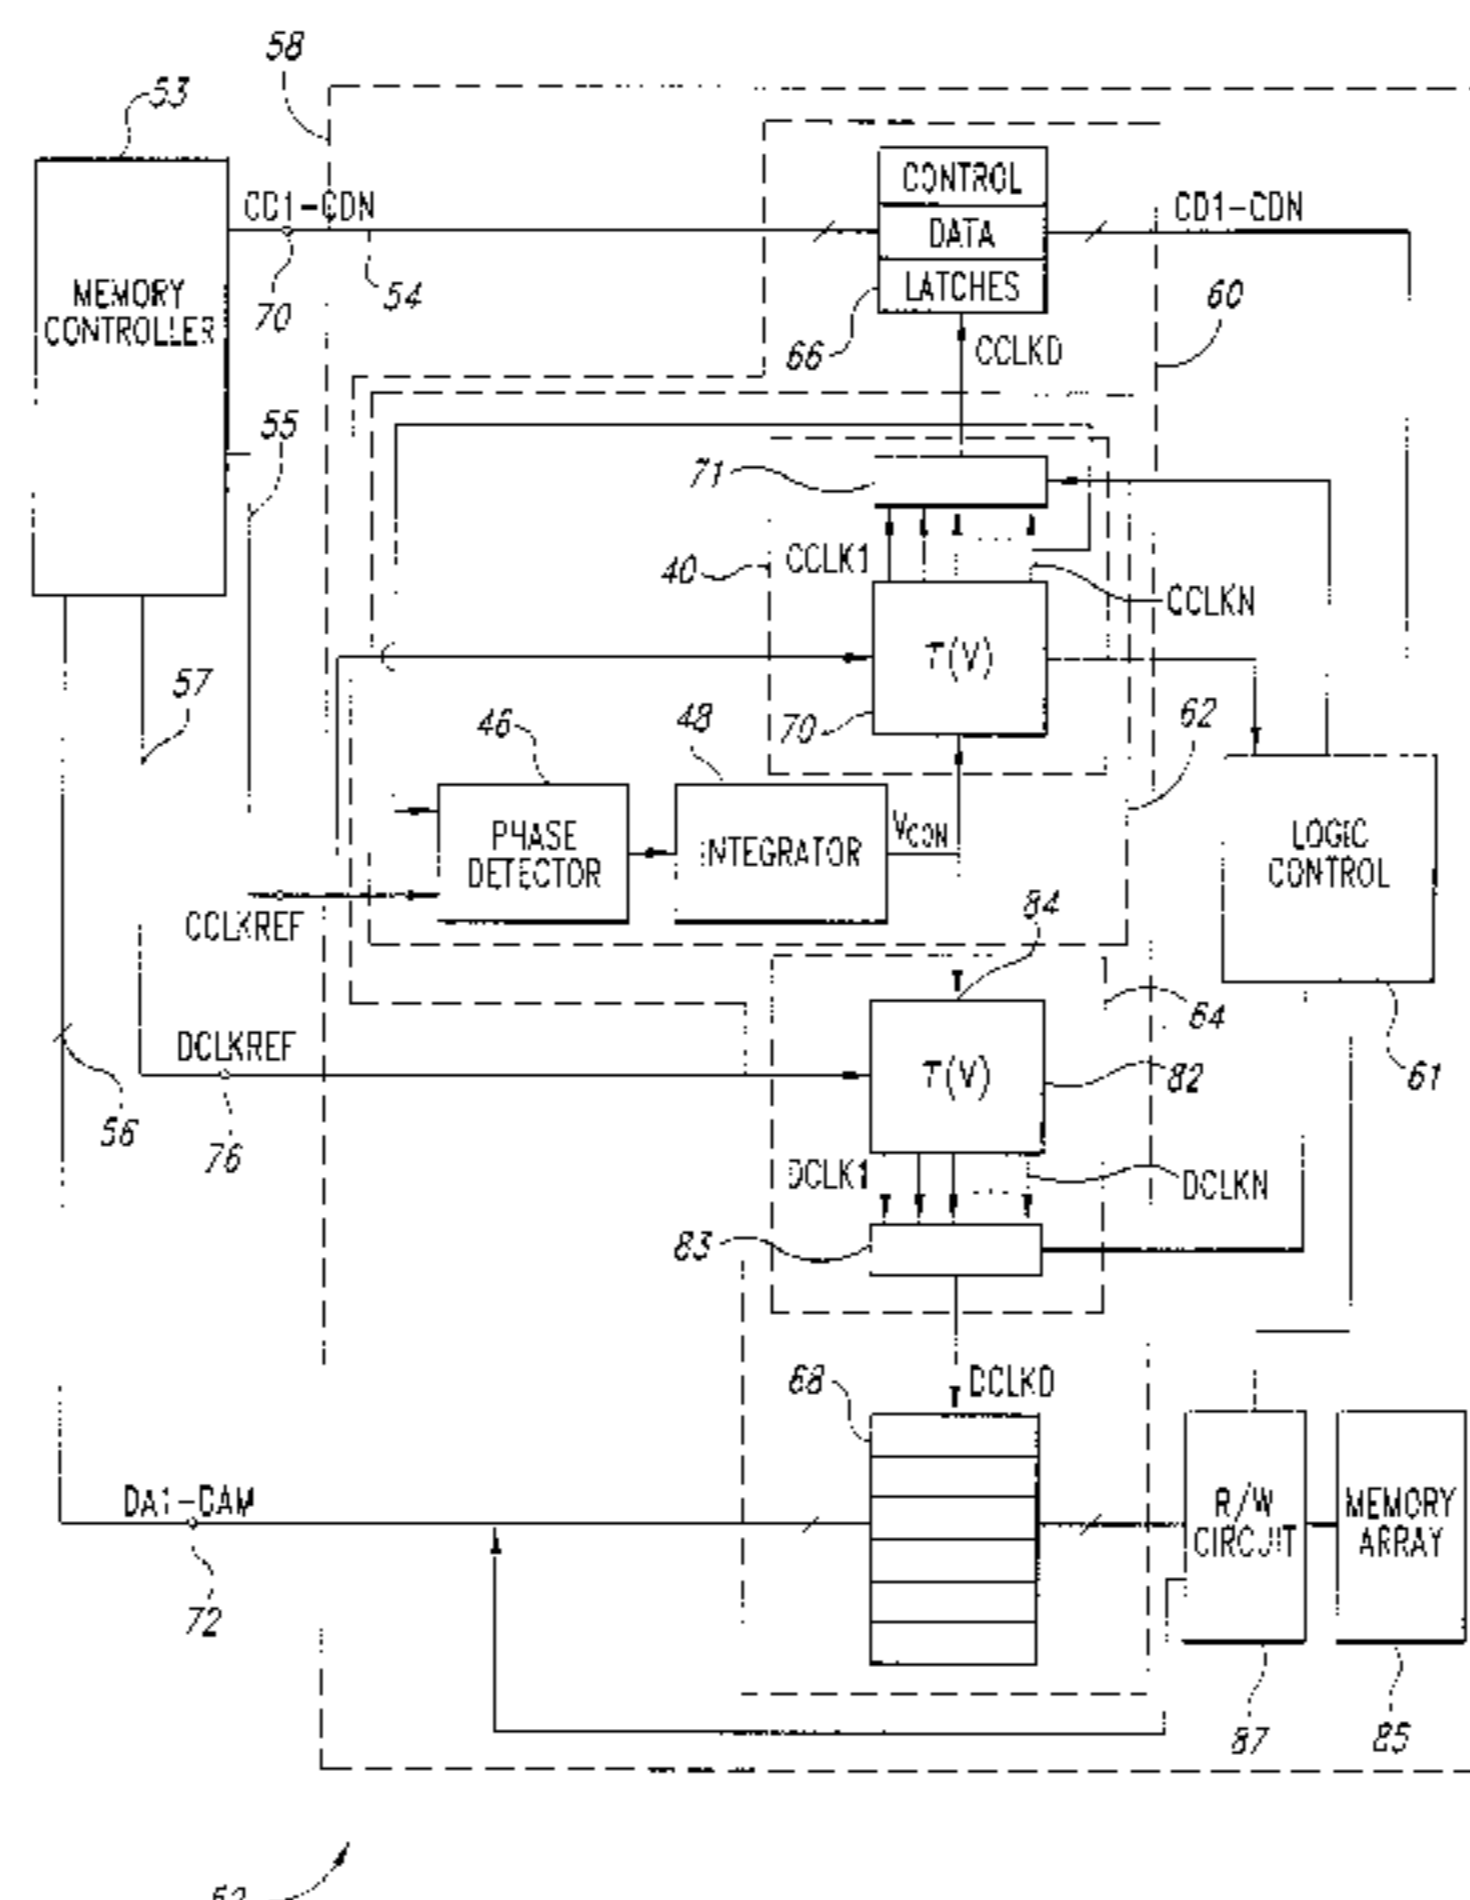 58
53
CONTROL
CD1-CDN
CD1-CDN
DATA
MEMORY
CONTROLLER
70
54
LATCHES
60
66
CCLKD
55
71
40
CCLK1
CCLKN
T(V)
57
46
48
70
62
PHASE
DETECTOR
INTEGRATOR
VCON
LOGIC
CONTROL
CCLKREF
84
64
DCLKREF
T(V)
82
61
56
76
DCLK1
DCLKN
83
68
DCLKD
DA1-DAM
R/W
CIRCUIT
MEMORY
ARRAY
72
87
85
52